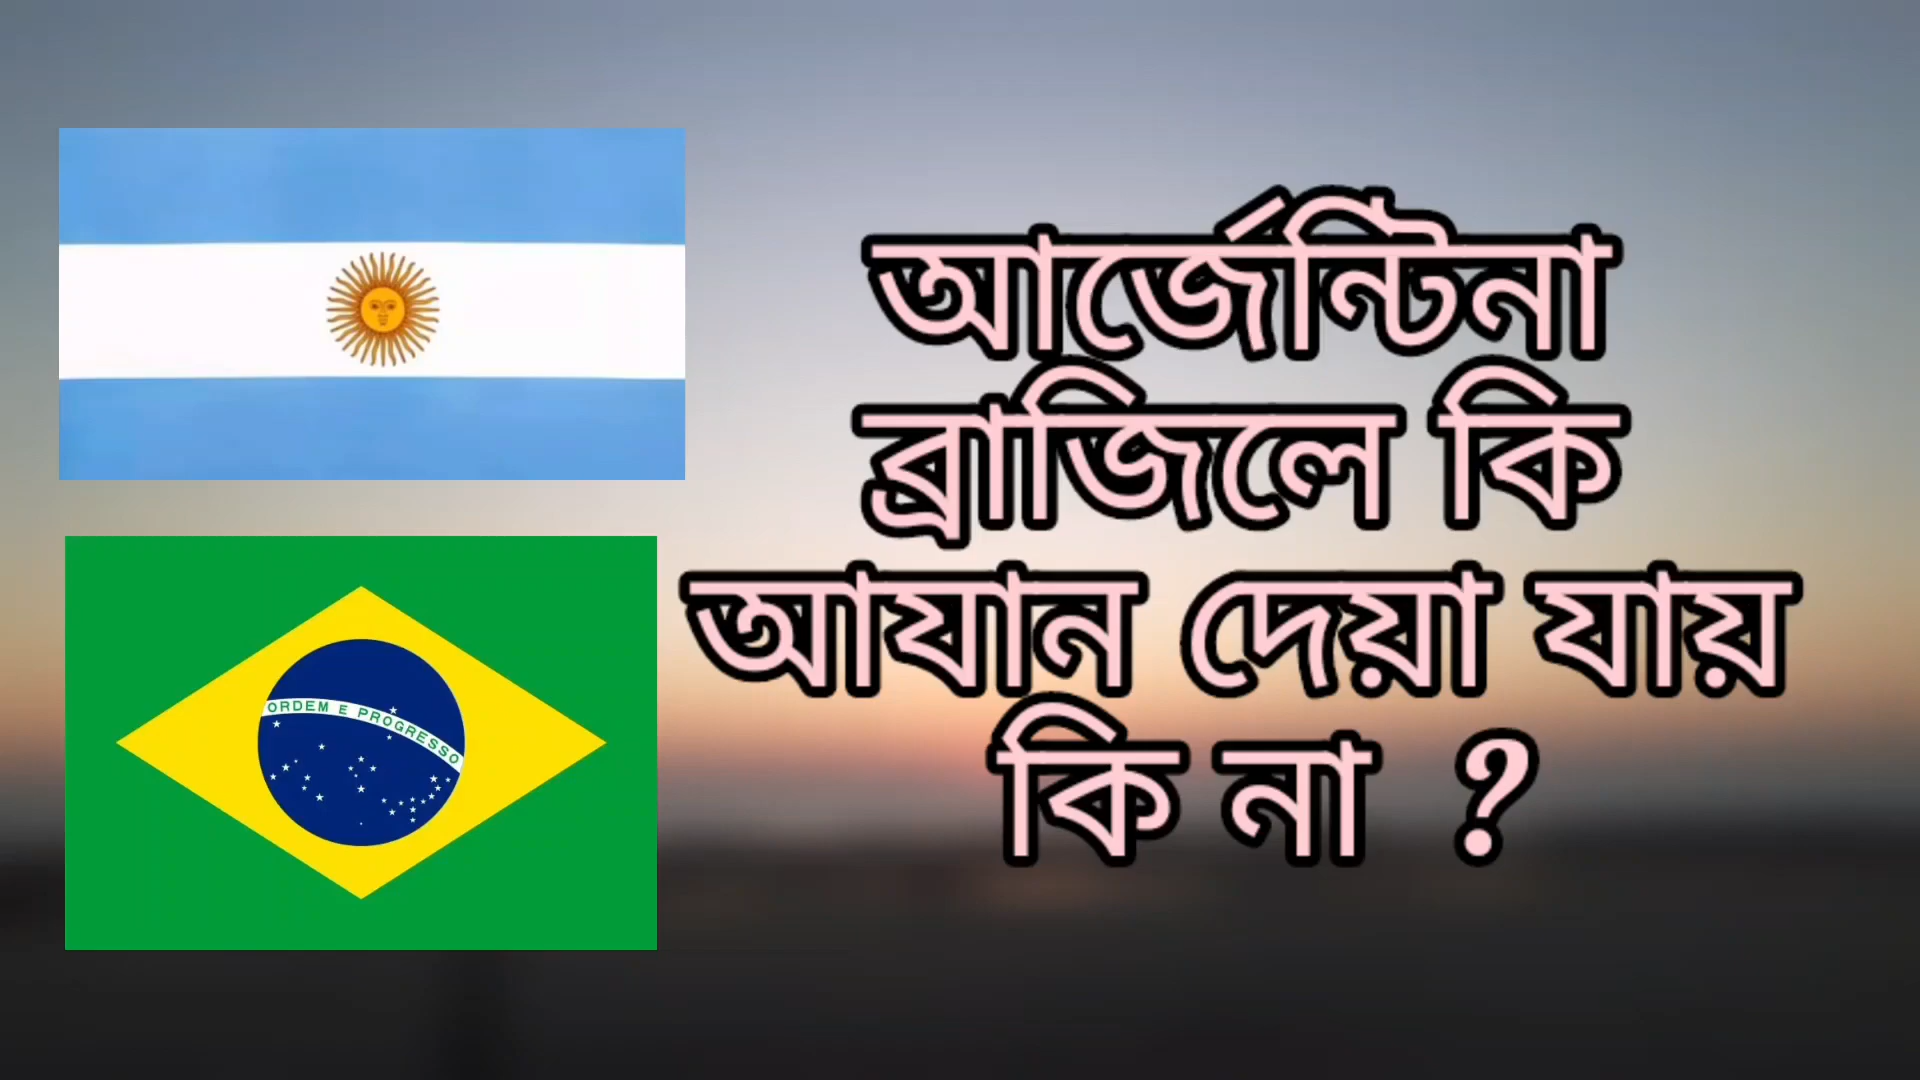 আর্জেন্টিনা
ব্রাজিলে কি
আযান দেয়া যায়
কি না ?
ORDEM E PROGRESSO